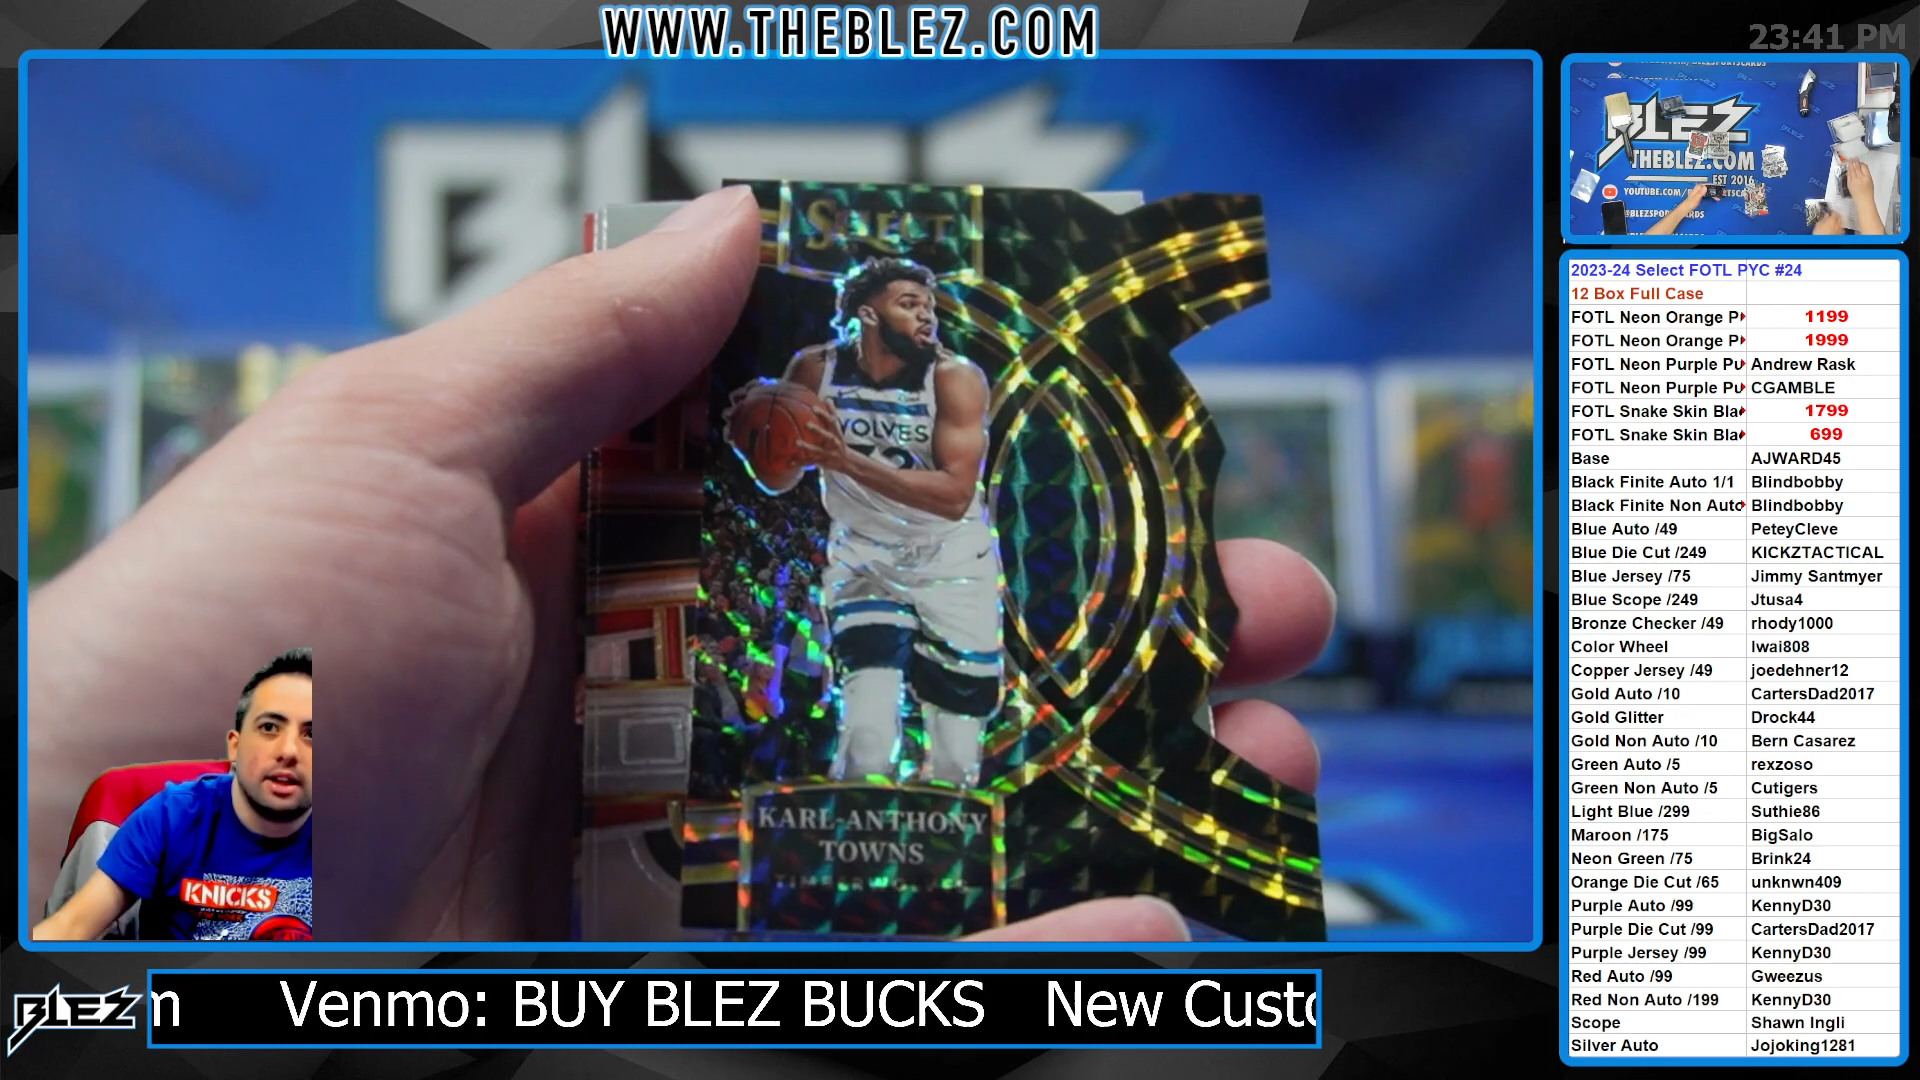 WWW.THEBLEZ.COM
23:41 PM
SELECT
WOLVES
KARL-ANTHONY
TOWNS
TIMBERWOLVES
KNICKS
BLEZ
THEBLEZ.COM
EST 2016
2023-24 Select FOTL PYC #24
12 Box Full Case
FOTL Neon Orange P 1199
FOTL Neon Orange P 1999
FOTL Neon Purple Pu Andrew Rask
FOTL Neon Purple Pu CGAMBLE
FOTL Snake Skin Bla 1799
FOTL Snake Skin Bla 699
Base AJWARD45
Black Finite Auto 1/1 Blindbobby
Black Finite Non Auto Blindbobby
Blue Auto /49 PeteyCleve
Blue Die Cut /249 KICKZTACTICAL
Blue Jersey /75 Jimmy Santmyer
Blue Scope /249 Jtusa4
Bronze Checker /49 rhody1000
Color Wheel Iwai808
Copper Jersey /49 joedehner12
Gold Auto /10 CartersDad2017
Gold Glitter Drock44
Gold Non Auto /10 Bern Casarez
Green Auto /5 rexzoso
Green Non Auto /5 Cutigers
Light Blue /299 Suthie86
Maroon /175 BigSalo
Neon Green /75 Brink24
Orange Die Cut /65 unknwn409
Purple Auto /99 KennyD30
Purple Die Cut /99 CartersDad2017
Purple Jersey /99 KennyD30
Red Auto /99 Gweezus
Red Non Auto /199 KennyD30
Scope Shawn Ingli
Silver Auto Jojoking1281
BLEZ
m Venmo: BUY BLEZ BUCKS New Custo